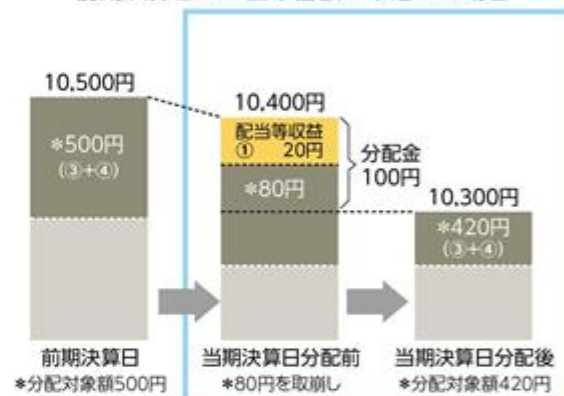 10,500円
*500円
(③+④)
前期決算日
*分配対象額500円
10,400円
配当等収益
① 20円
*80円
分配金
100円
当期決算日分配前
*80円を取崩し
10,300円
*420円
(③+④)
当期決算日分配後
*分配対象額420円